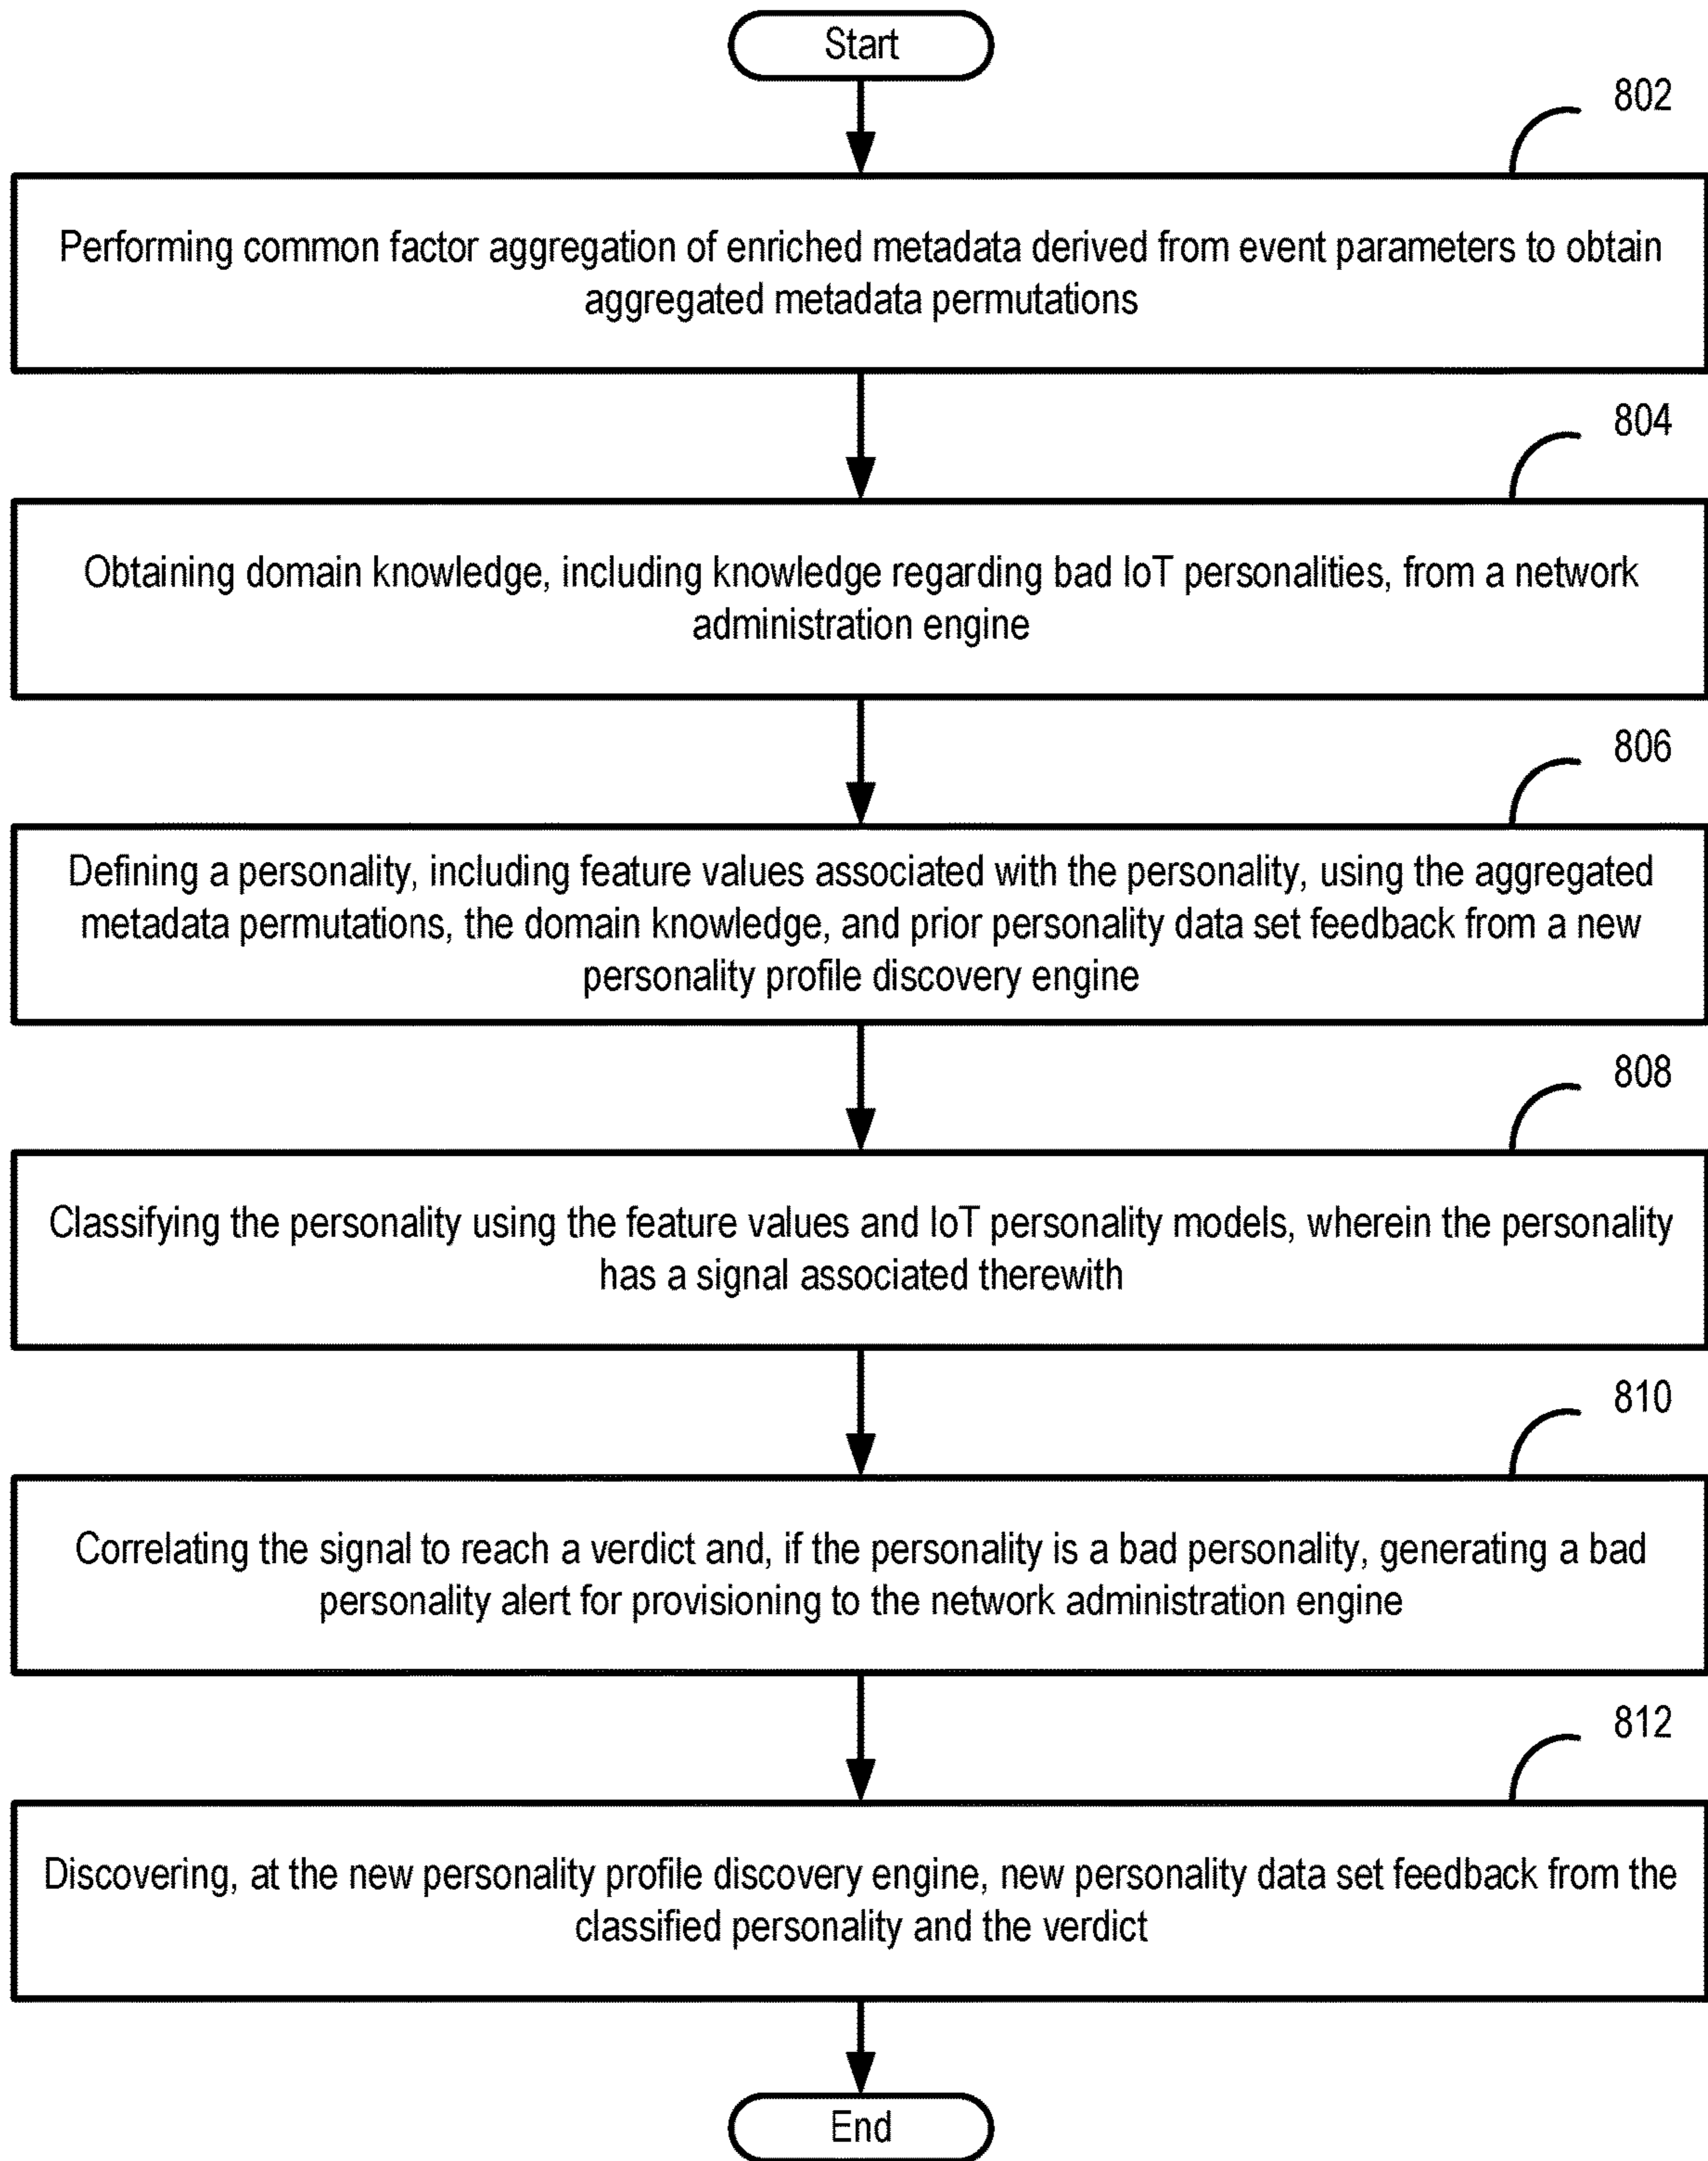 Start
802
Performing common factor aggregation of enriched metadata derived from event parameters to obtain
aggregated metadata permutations
804
Obtaining domain knowledge, including knowledge regarding bad IoT personalities, from a network
administration engine
806
Defining a personality, including feature values associated with the personality, using the aggregated
metadata permutations, the domain knowledge, and prior personality data set feedback from a new
personality profile discovery engine
808
Classifying the personality using the feature values and IoT personality models, wherein the personality
has a signal associated therewith
810
Correlating the signal to reach a verdict and, if the personality is a bad personality, generating a bad
personality alert for provisioning to the network administration engine
812
Discovering, at the new personality profile discovery engine, new personality data set feedback from the
classified personality and the verdict
End